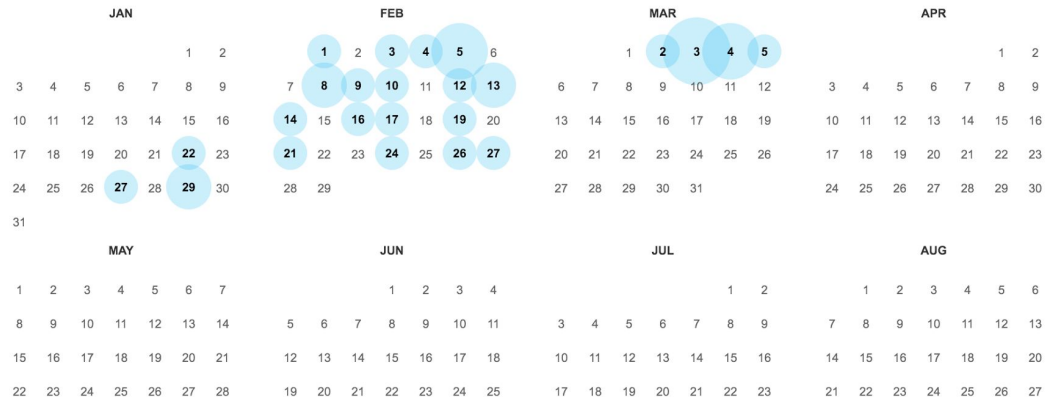 JAN FEB MAR APR
1 2 1 2 3 4 5 6 1 2 3 4 5 1 2
3 4 5 6 7 8 9 7 8 9 10 11 12 13 6 7 8 9 10 11 12 3 4 5 6 7 8 9
10 11 12 13 14 15 16 14 15 16 17 18 19 20 13 14 15 16 17 18 19 10 11 12 13 14 15 16
17 18 19 20 21 22 23 21 22 23 24 25 26 27 20 21 22 23 24 25 26 17 18 19 20 21 22 23
24 25 26 27 28 29 30 28 29 27 28 29 30 31 24 25 26 27 28 29 30
31
MAY JUN JUL AUG
1 2 3 4 5 6 7 1 2 3 4 1 2 1 2 3 4 5 6
8 9 10 11 12 13 14 5 6 7 8 9 10 11 3 4 5 6 7 8 9 7 8 9 10 11 12 13
15 16 17 18 19 20 21 12 13 14 15 16 17 18 10 11 12 13 14 15 16 14 15 16 17 18 19 20
22 23 24 25 26 27 28 19 20 21 22 23 24 25 17 18 19 20 21 22 23 21 22 23 24 25 26 27